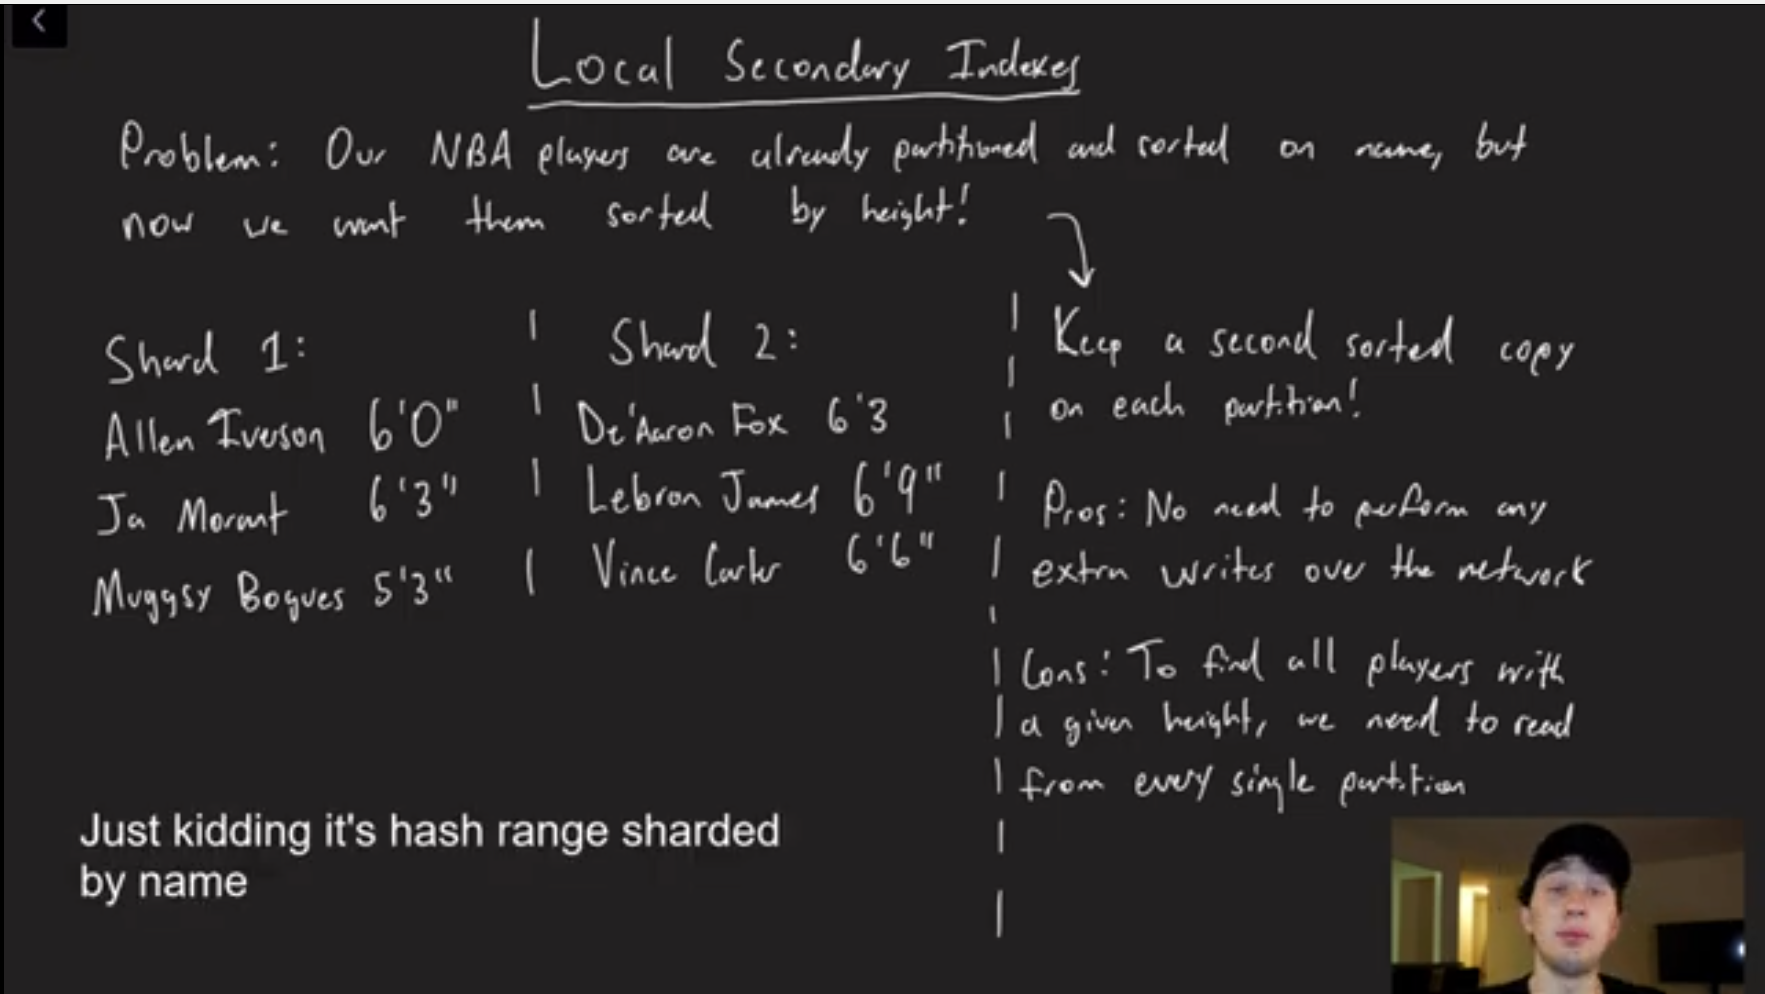 Local Secondary Indexes
Problem: Our NBA players are already partitioned and sorted on name, but
now we want them sorted by height!
Shard 1:
Allen Iverson 6'0"
Ja Morant 6'3"
Muggsy Bogues 5'3"
Shard 2:
De'Aaron Fox 6'3
Lebron James 6'9"
Vince Carter 6'6"
Keep a second sorted copy
on each partition!
Pros: No need to perform any
extra writes over the network
Cons: To find all players with
a given height, we need to read
from every single partition
Just kidding it's hash range sharded
by name